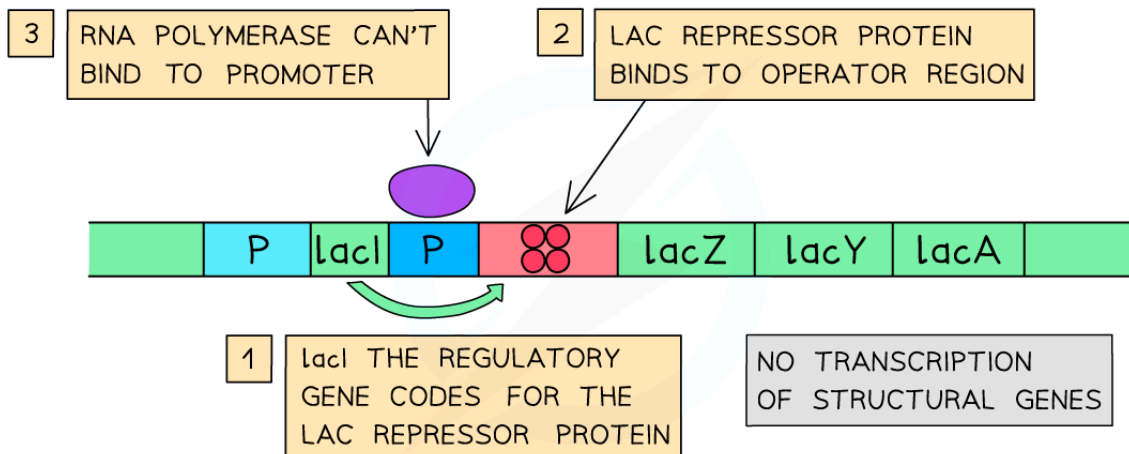 3
RNA POLYMERASE CAN'T
BIND TO PROMOTER
2
LAC REPRESSOR PROTEIN
BINDS TO OPERATOR REGION
P
lacI
P
lacZ
lacY
lacA
1
lacI THE REGULATORY
GENE CODES FOR THE
LAC REPRESSOR PROTEIN
NO TRANSCRIPTION
OF STRUCTURAL GENES